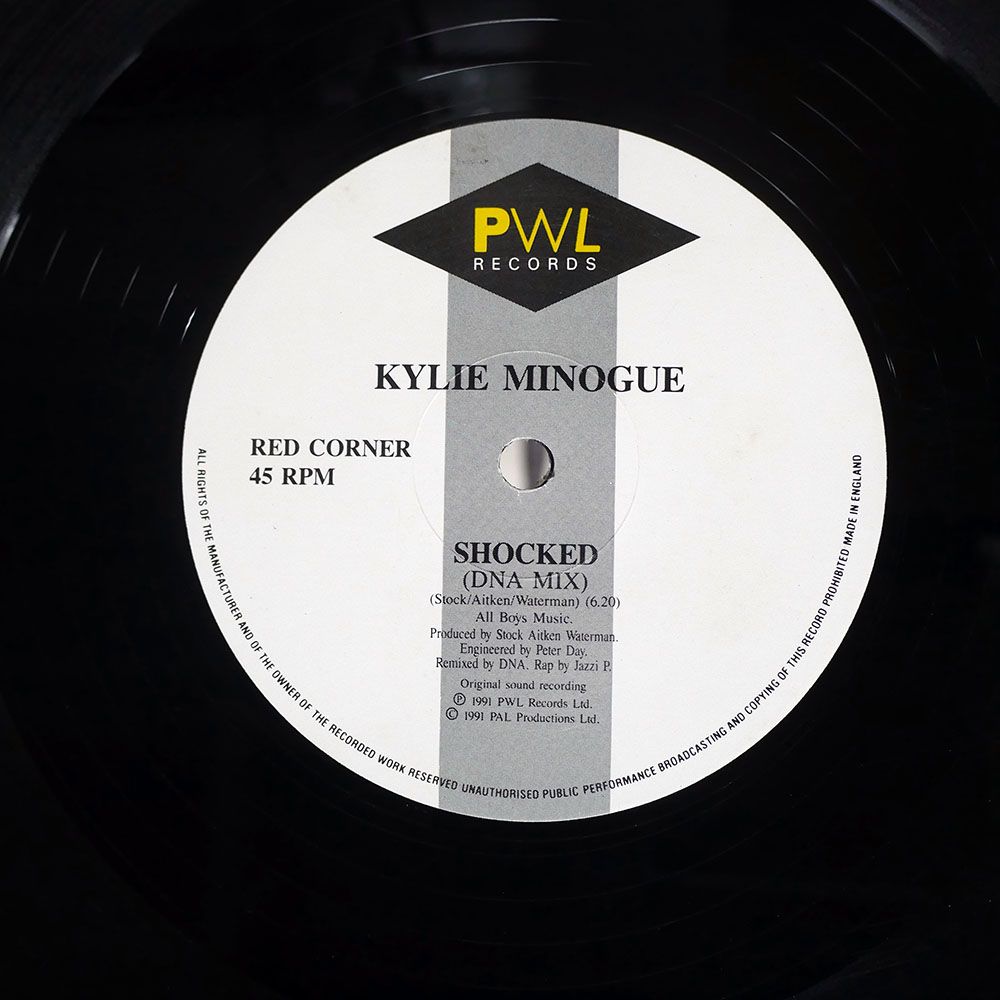 PWL
RECORDS
KYLIE MINOGUE
RED CORNER
45 RPM
SHOCKED
(DNA MIX)
(Stock/Aitken/Waterman) (6.20)
All Boys Music.
Produced by Stock Aitken Waterman.
Engineered by Peter Day.
Remixed by DNA. Rap by Jazzi P.
Original sound recording
Ⓟ 1991 PWL Records Ltd.
© 1991 PAL Productions Ltd.
ALL RIGHTS OF THE MANUFACTURER AND OF THE OWNER OF THE RECORDED WORK RESERVED UNAUTHORISED PUBLIC PERFORMANCE BROADCASTING AND COPYING OF THIS RECORD PROHIBITED MADE IN ENGLAND